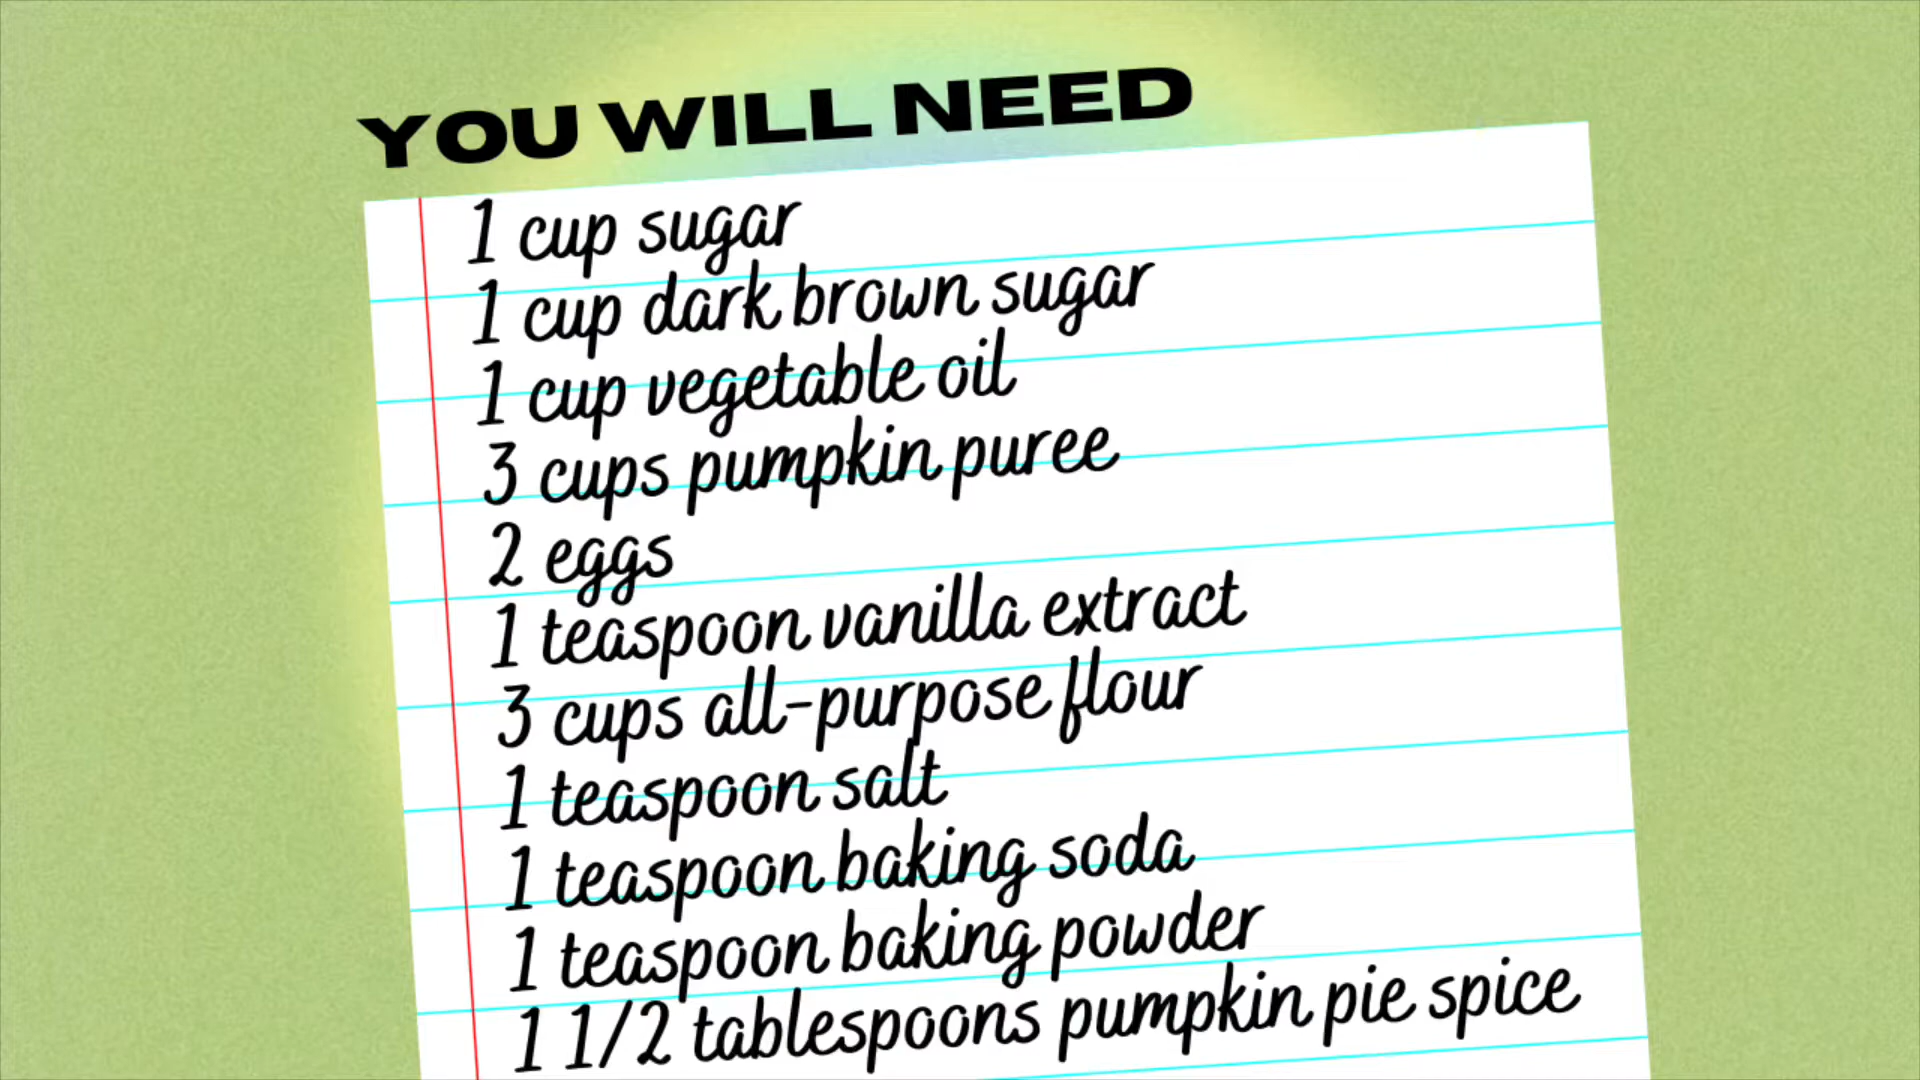 YOU WILL NEED
1 cup sugar
1 cup dark brown sugar
1 cup vegetable oil
3 cups pumpkin puree
2 eggs
1 teaspoon vanilla extract
3 cups all-purpose flour
1 teaspoon salt
1 teaspoon baking soda
1 teaspoon baking powder
1 1/2 tablespoons pumpkin pie spice